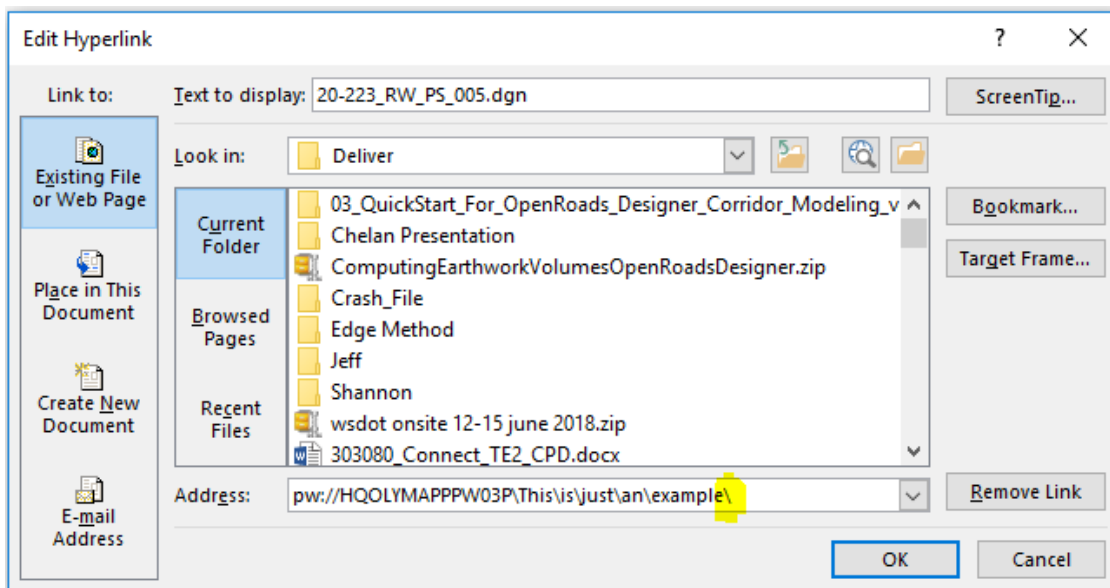 Edit Hyperlink ? X
Link to:
Text to display: 20-223_RW_PS_005.dgn
ScreenTip...
Existing File
or Web Page
Look in: Deliver
Current
Folder
03_QuickStart_For_OpenRoads_Designer_Corridor_Modeling_v
Chelan Presentation
ComputingEarthworkVolumesOpenRoadsDesigner.zip
Crash_File
Edge Method
Jeff
Shannon
wsdot onsite 12-15 june 2018.zip
303080_Connect_TE2_CPD.docx
Bookmark...
Target Frame...
Place in This
Document
Browsed
Pages
Create New
Document
Recent
Files
E-mail
Address
Address: pw://HQOLYMAPPPW03P\This\is\just\an\example\
Remove Link
OK
Cancel